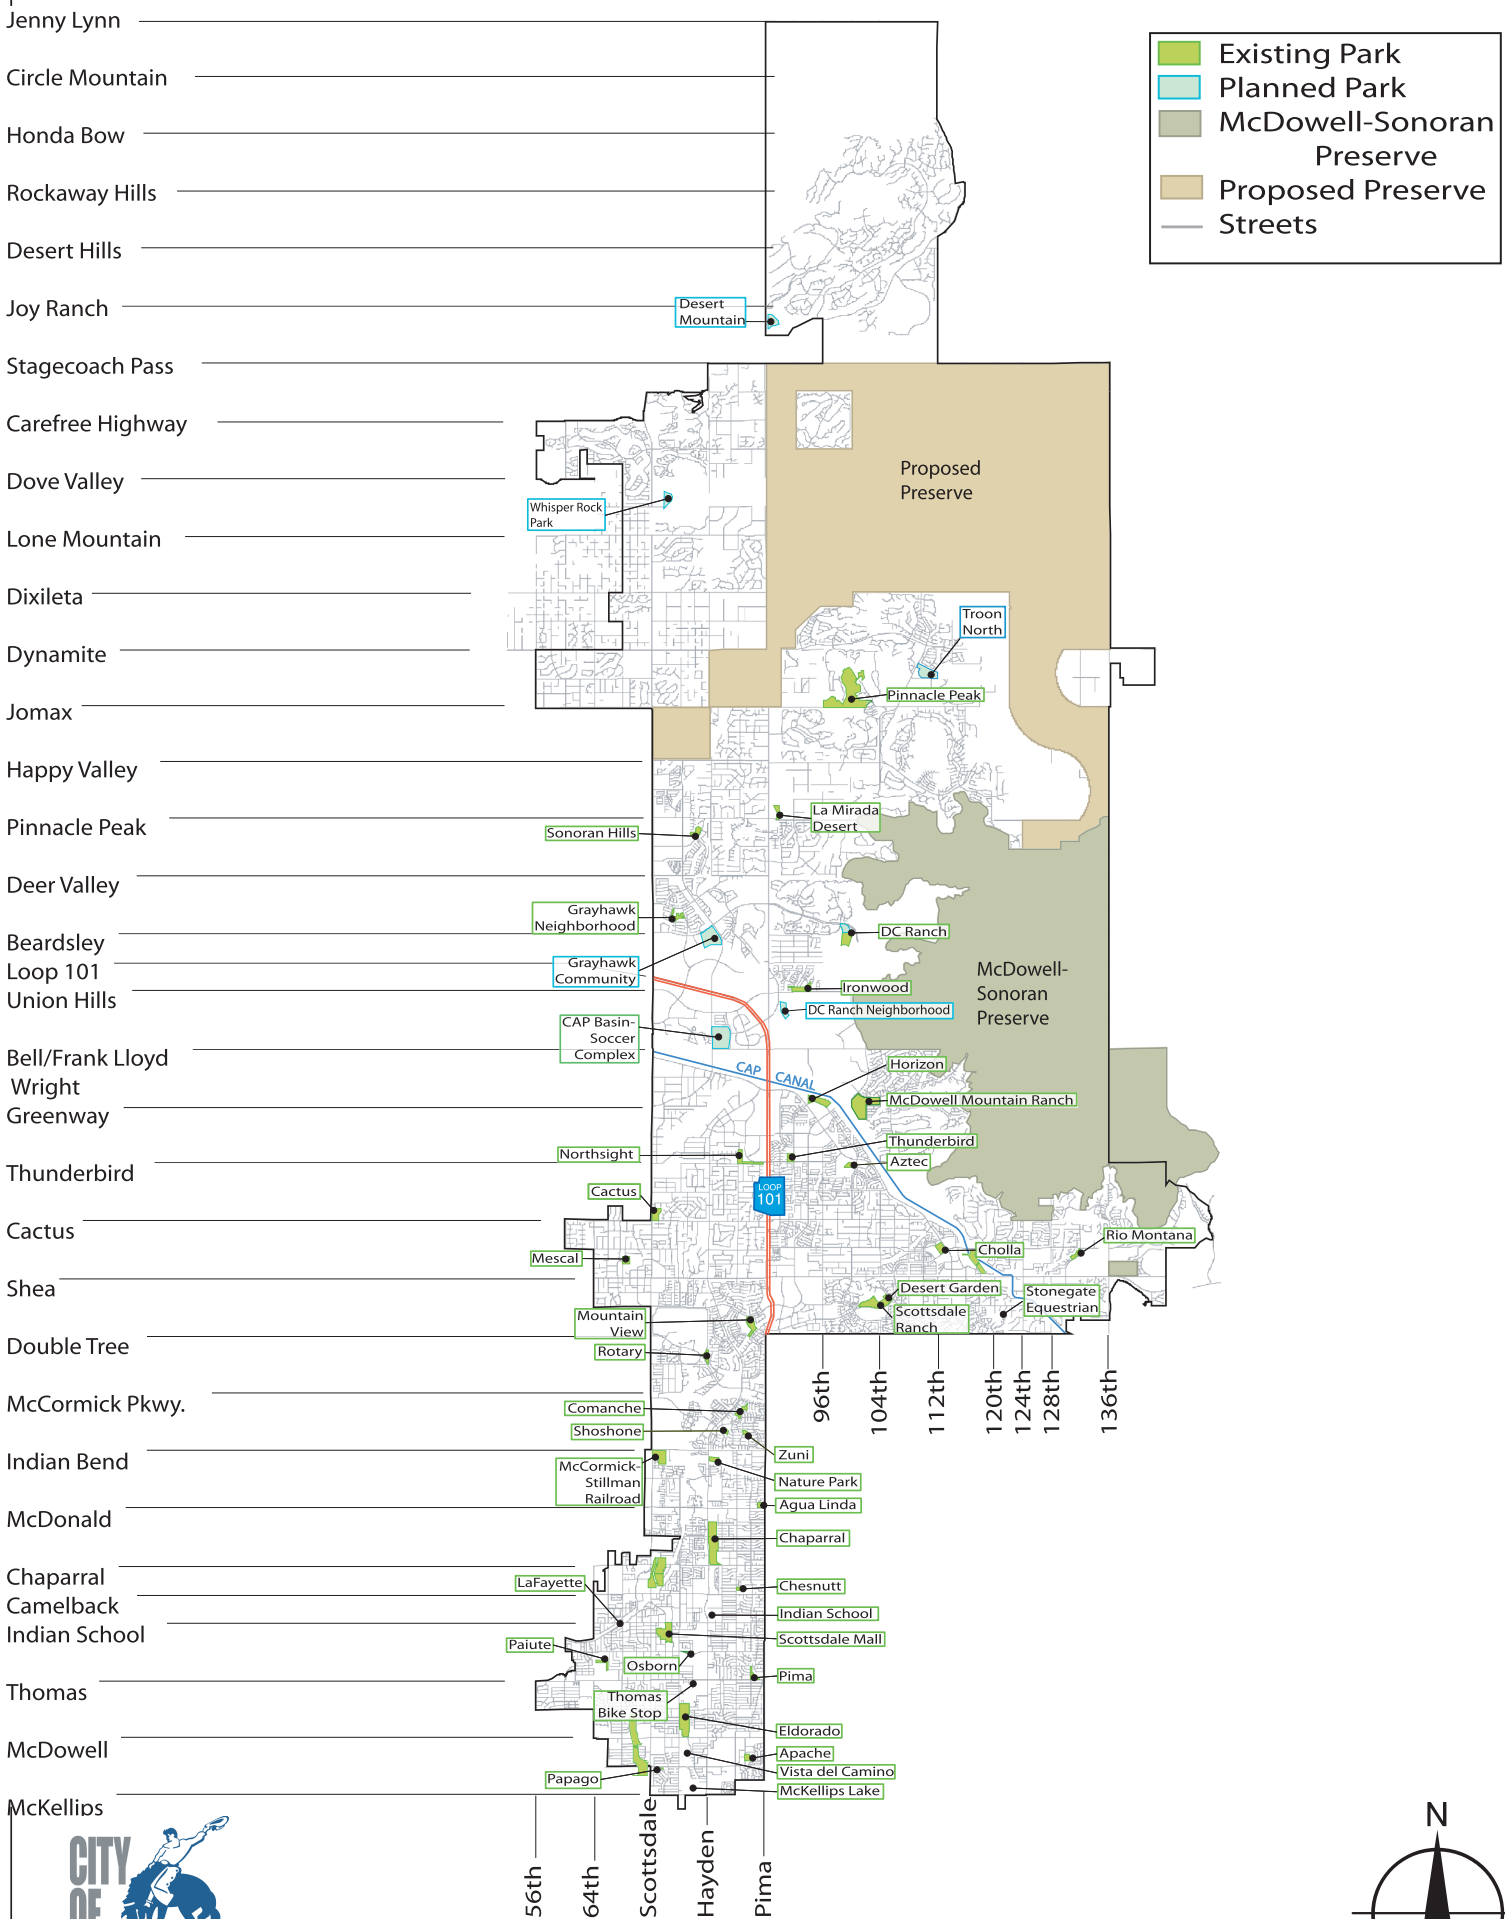 Jenny Lynn
Circle Mountain
Honda Bow
Rockaway Hills
Desert Hills
Joy Ranch
Stagecoach Pass
Carefree Highway
Dove Valley
Lone Mountain
Dixileta
Dynamite
Jomax
Happy Valley
Pinnacle Peak
Deer Valley
Beardsley
Loop 101
Union Hills
Bell/Frank Lloyd
Wright
Greenway
Thunderbird
Cactus
Shea
Double Tree
McCormick Pkwy.
Indian Bend
McDonald
Chaparral
Camelback
Indian School
Thomas
McDowell
McKellips
Existing Park
Planned Park
McDowell-Sonoran
Preserve
Proposed Preserve
Streets
Desert
Mountain
Proposed
Preserve
Whisper Rock
Park
Troon
North
Pinnacle Peak
La Mirada
Desert
Sonoran Hills
Grayhawk
Neighborhood
DC Ranch
Grayhawk
Community
McDowell-
Sonoran
Preserve
Ironwood
DC Ranch Neighborhood
CAP Basin-
Soccer
Complex
CAP CANAL
Horizon
McDowell Mountain Ranch
Northsight
Thunderbird
Aztec
LOOP
101
Cactus
Mescal
Cholla
Rio Montana
Desert Garden
Scottsdale
Ranch
Stonegate
Equestrian
Mountain
View
Rotary
96th
104th
112th
120th
124th
128th
136th
Comanche
Shoshone
Zuni
McCormick-
Stillman
Railroad
Nature Park
Agua Linda
Chaparral
LaFayette
Chesnutt
Indian School
Scottsdale Mall
Paiute
Osborn
Pima
Thomas
Bike Stop
Eldorado
Apache
Vista del Camino
Papago
McKellips Lake
56th
64th
Scottsdale
Hayden
Pima
CITY
OF
N